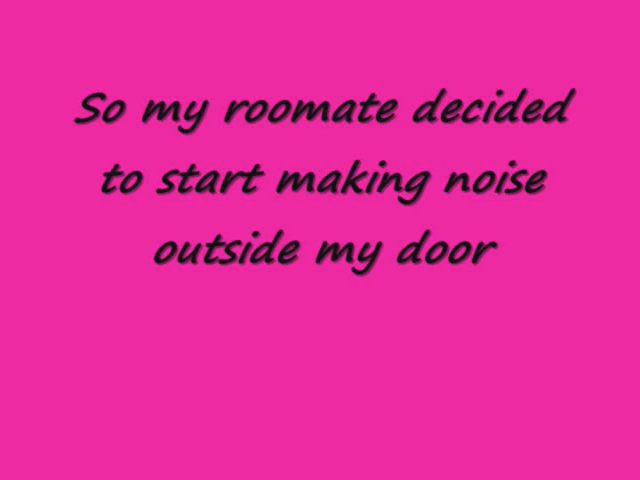 So my roomate decided
to start making noise
outside my door